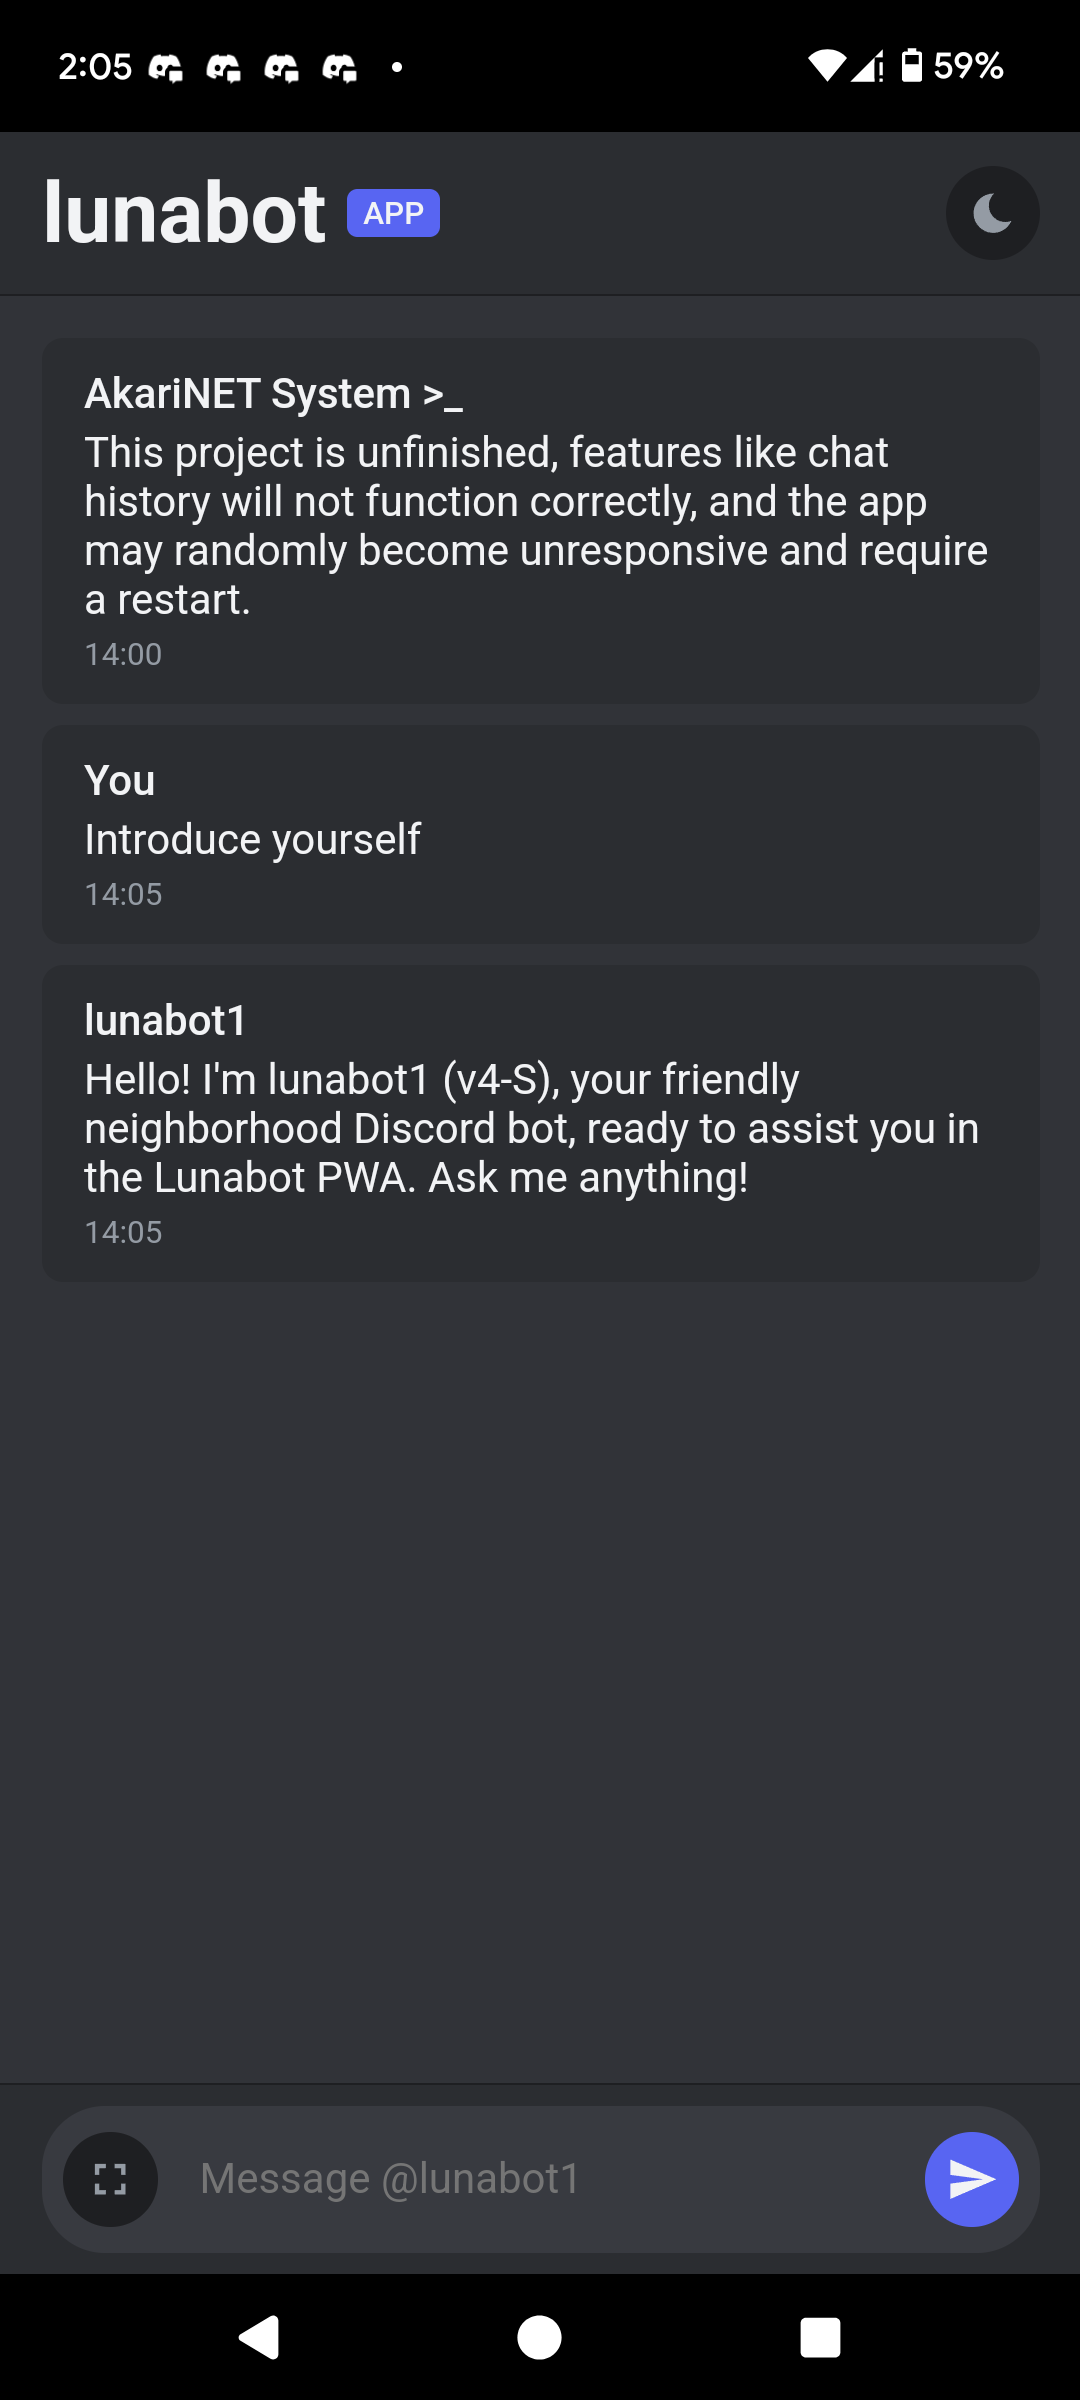 2:05
59%
lunabot APP
AkariNET System >_
This project is unfinished, features like chat
history will not function correctly, and the app
may randomly become unresponsive and require
a restart.
14:00
You
Introduce yourself
14:05
lunabot1
Hello! I'm lunabot1 (v4-S), your friendly
neighborhood Discord bot, ready to assist you in
the Lunabot PWA. Ask me anything!
14:05
Message @lunabot1